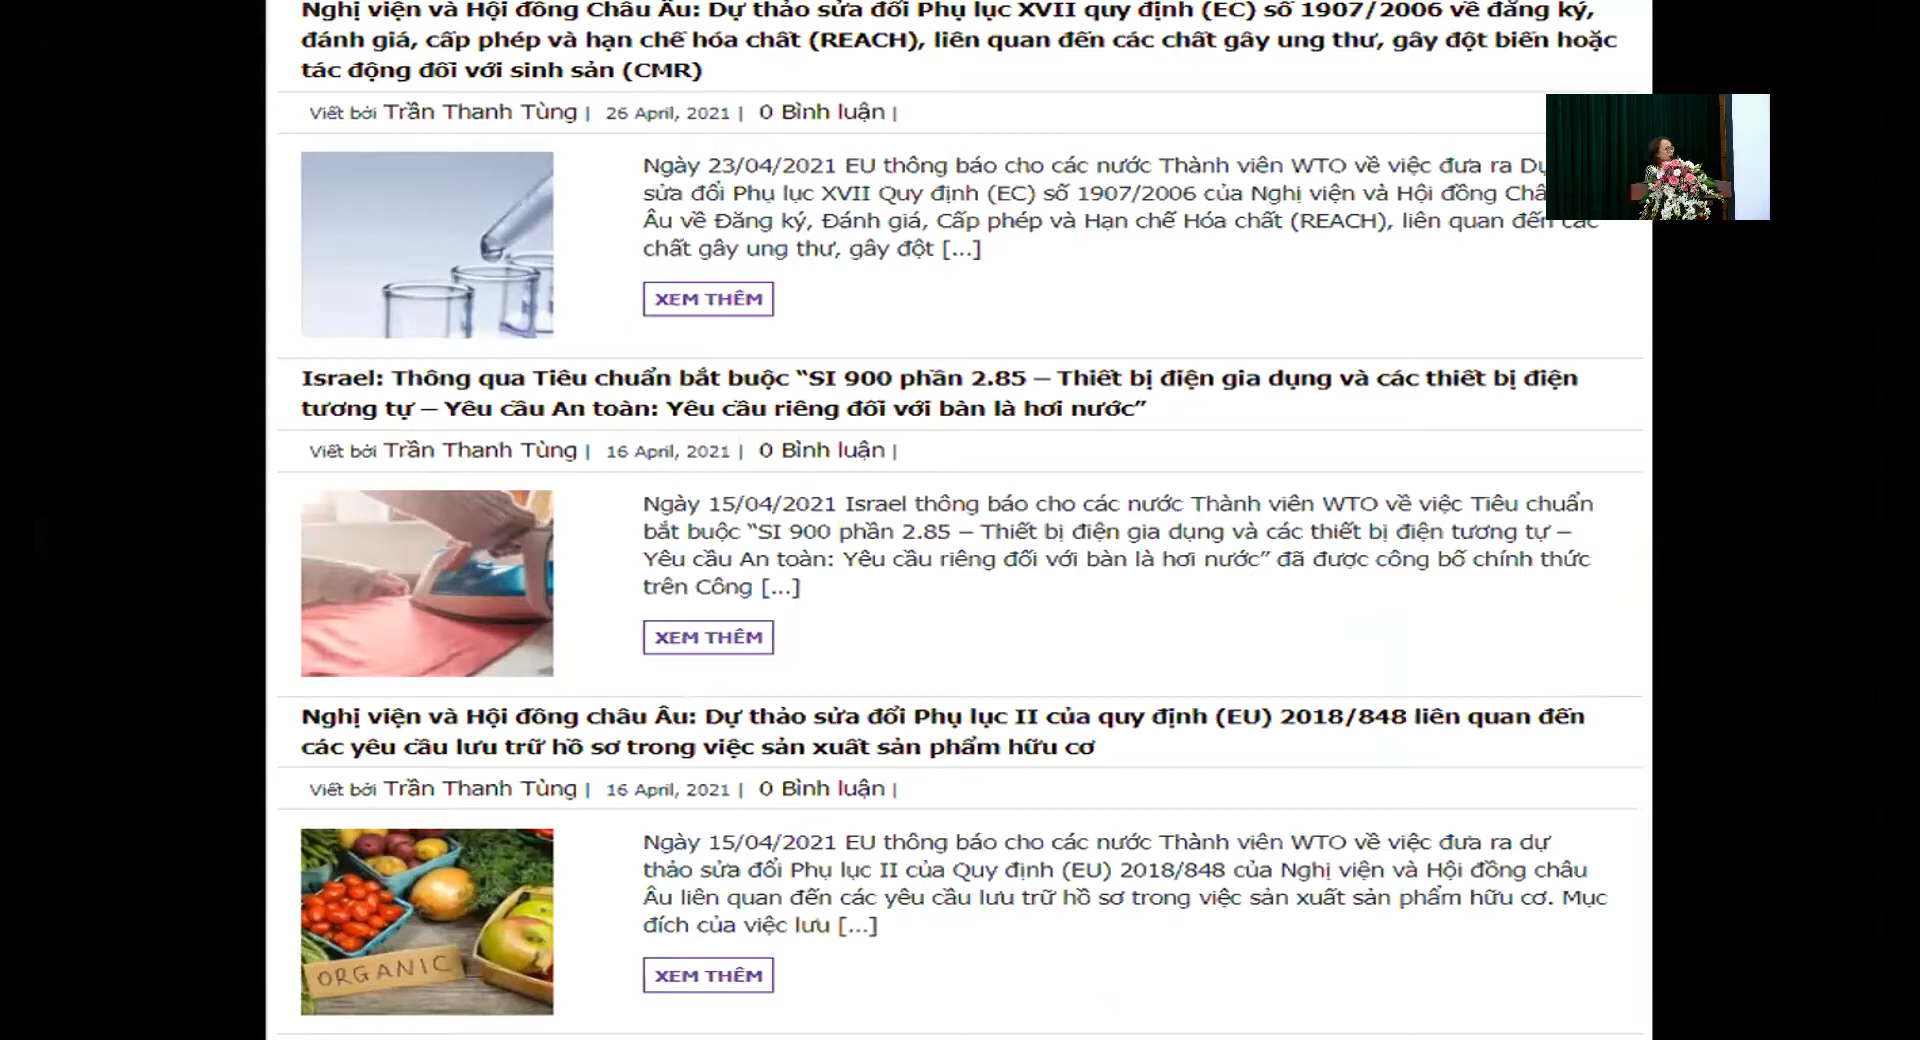 Nghị viện và Hội đồng Châu Âu: Dự thảo sửa đổi Phụ lục XVII quy định (EC) số 1907/2006 về đăng ký,
đánh giá, cấp phép và hạn chế hóa chất (REACH), liên quan đến các chất gây ung thư, gây đột biến hoặc
tác động đối với sinh sản (CMR)
Viết bởi Trần Thanh Tùng | 26 April, 2021 | 0 Bình luận |
Ngày 23/04/2021 EU thông báo cho các nước Thành viên WTO về việc đưa ra
sửa đổi Phụ lục XVII Quy định (EC) số 1907/2006 của Nghị viện và Hội đồng
Âu về Đăng ký, Đánh giá, Cấp phép và Hạn chế Hóa chất (REACH), liên quan đến các
chất gây ung thư, gây đột [...]
XEM THÊM
Israel: Thông qua Tiêu chuẩn bắt buộc “SI 900 phần 2.85 – Thiết bị điện gia dụng và các thiết bị điện
tương tự – Yêu cầu An toàn: Yêu cầu riêng đối với bàn là hơi nước”
Viết bởi Trần Thanh Tùng | 16 April, 2021 | 0 Bình luận |
Ngày 15/04/2021 Israel thông báo cho các nước Thành viên WTO về việc Tiêu chuẩn
bắt buộc “SI 900 phần 2.85 – Thiết bị điện gia dụng và các thiết bị điện tương tự –
Yêu cầu An toàn: Yêu cầu riêng đối với bàn là hơi nước” đã được công bố chính thức
trên Công [...]
XEM THÊM
Nghị viện và Hội đồng châu Âu: Dự thảo sửa đổi Phụ lục II của quy định (EU) 2018/848 liên quan đến
các yêu cầu lưu trữ hồ sơ trong việc sản xuất sản phẩm hữu cơ
Viết bởi Trần Thanh Tùng | 16 April, 2021 | 0 Bình luận |
Ngày 15/04/2021 EU thông báo cho các nước Thành viên WTO về việc đưa ra dự
thảo sửa đổi Phụ lục II của Quy định (EU) 2018/848 của Nghị viện và Hội đồng châu
Âu liên quan đến các yêu cầu lưu trữ hồ sơ trong việc sản xuất sản phẩm hữu cơ. Mục
đích của việc lưu [...]
ORGANIC
XEM THÊM